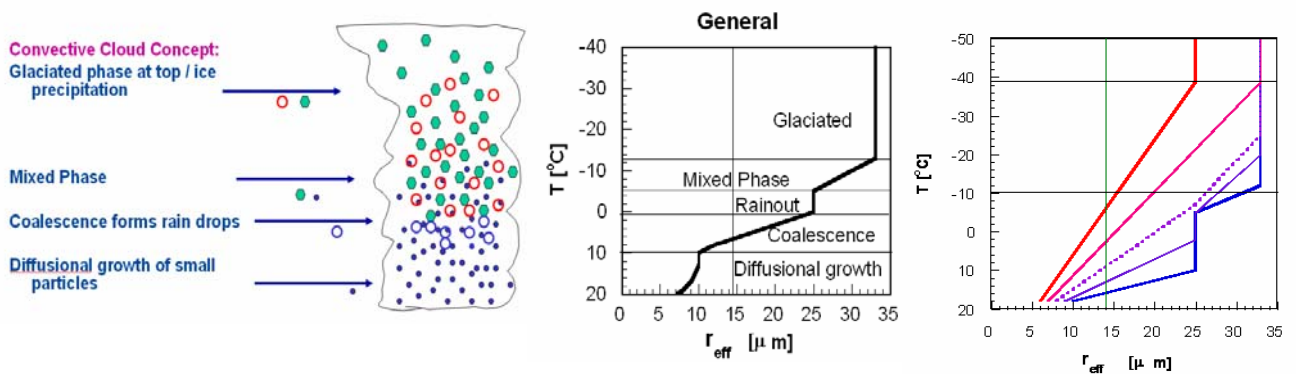 Convective Cloud Concept:
Glaciated phase at top / ice
precipitation
Mixed Phase
Coalescence forms rain drops
Diffusional growth of small
particles
General
-40
-30
-20
-10
0
10
20
T [°C]
Glaciated
Mixed Phase
Rainout
Coalescence
Diffusional growth
0 5 10 15 20 25 30 35
r_eff [μ m]
-50
-40
-30
-20
-10
0
10
20
T [°C]
0 5 10 15 20 25 30 35
r_eff [μ m]